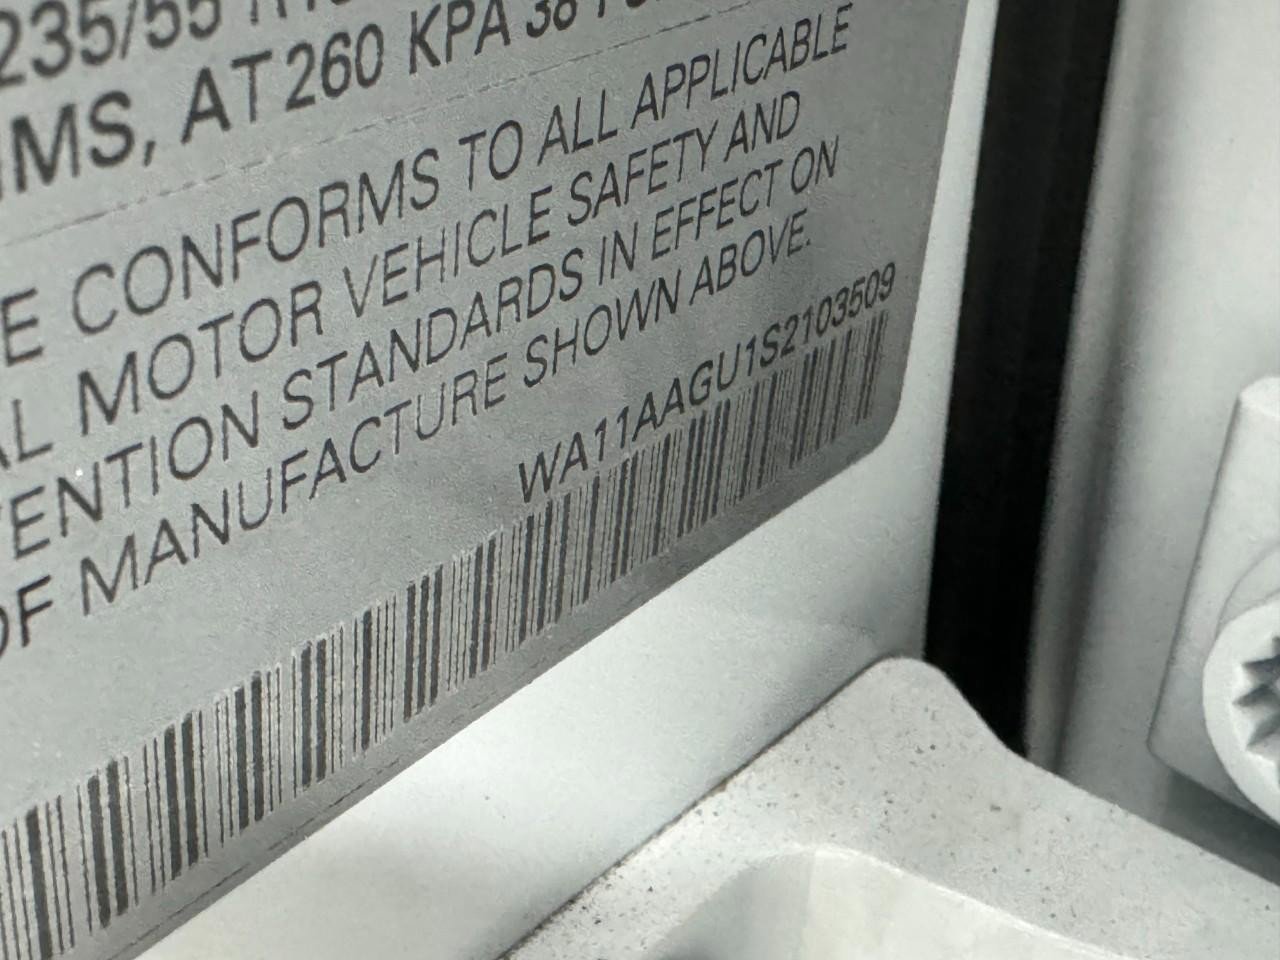 235/55
MS, AT 260 KPA 38
E CONFORMS TO ALL APPLICABLE
L MOTOR VEHICLE SAFETY AND
ENTION STANDARDS IN EFFECT ON
OF MANUFACTURE SHOWN ABOVE.
WA11AAGU1S2103509